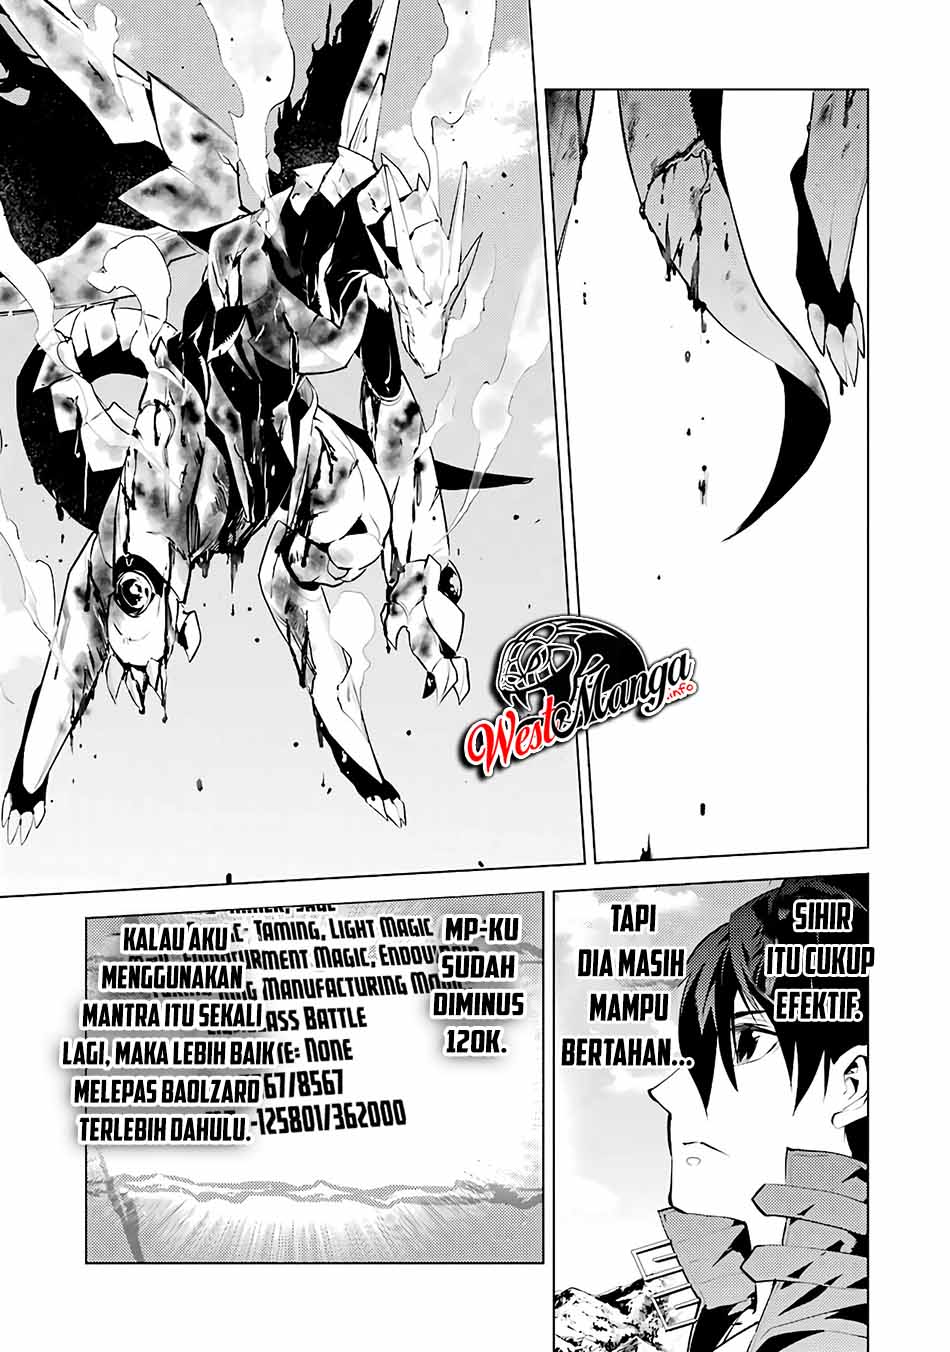 WestManga
.info
SIHIR
ITU CUKUP
EFEKTIF.
TAPI
DIA MASIH
MAMPU
BERTAHAN...
MP-KU
SUDAH
DIMINUS
120K.
KALAU AKU
MENGGUNAKAN
MANTRA ITU SEKALI
LAGI, MAKA LEBIH BAIK
MELEPAS BAOLZARD
TERLEBIH DAHULU.
Taming, Light Magic
Magic,
Manufacturing
Battle
None
67/8567
-125801/362000